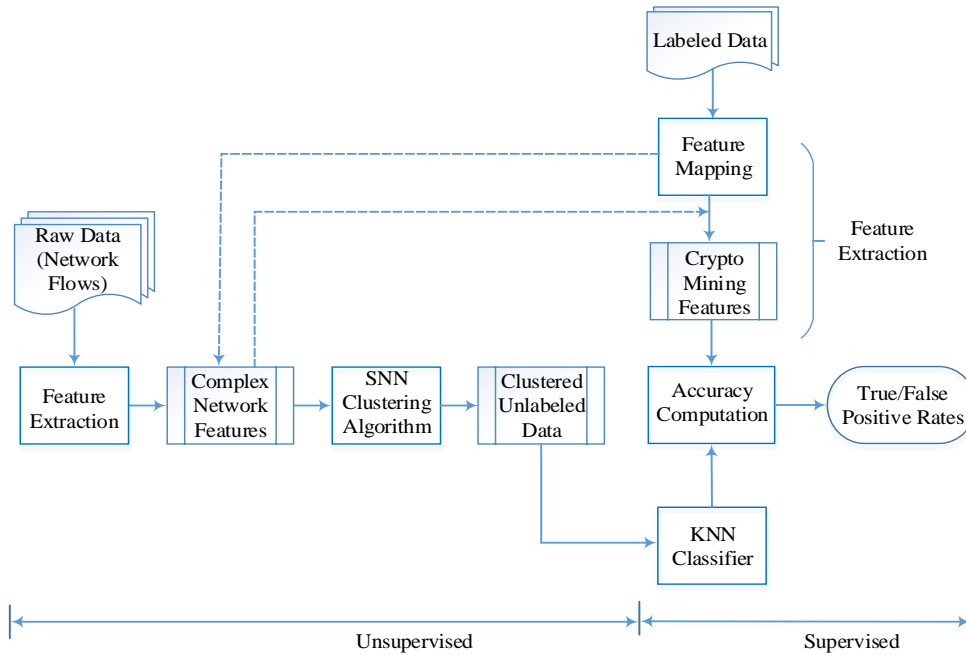 Labeled Data
Feature
Mapping
Raw Data
(Network
Flows)
Feature
Extraction
Crypto
Mining
Features
Feature
Extraction
Complex
Network
Features
SNN
Clustering
Algorithm
Clustered
Unlabeled
Data
Accuracy
Computation
True/False
Positive Rates
KNN
Classifier
Unsupervised
Supervised